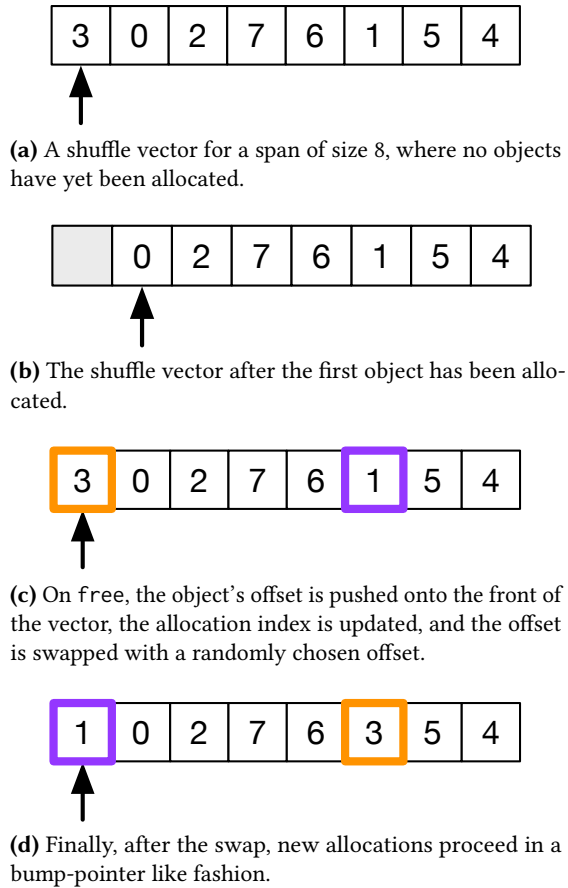 3 0 2 7 6 1 5 4
(a) A shuffle vector for a span of size 8, where no objects
have yet been allocated.
0 2 7 6 1 5 4
(b) The shuffle vector after the first object has been allo-
cated.
3 0 2 7 6 1 5 4
(c) On free, the object's offset is pushed onto the front of
the vector, the allocation index is updated, and the offset
is swapped with a randomly chosen offset.
1 0 2 7 6 3 5 4
(d) Finally, after the swap, new allocations proceed in a
bump-pointer like fashion.